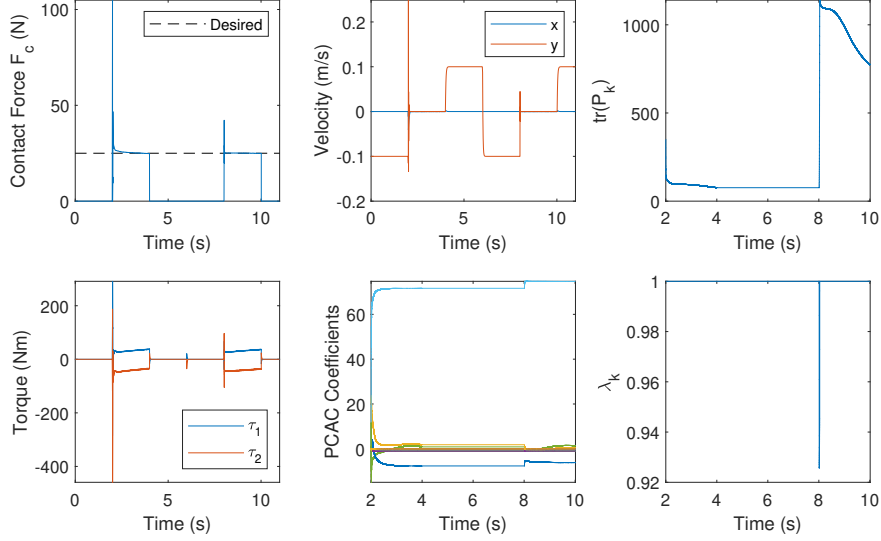 Contact Force F_c (N)
100
50
0
0
5
10
Time (s)
Desired
Velocity (m/s)
0.2
0.1
0
-0.1
-0.2
0
5
10
Time (s)
x
y
tr(P_k)
1000
500
0
2
4
6
8
10
Time (s)
Torque (Nm)
200
0
-200
-400
0
5
10
Time (s)
τ_1
τ_2
PCAC Coefficients
60
40
20
0
2
4
6
8
10
Time (s)
λ_k
1
0.98
0.96
0.94
0.92
2
4
6
8
10
Time (s)